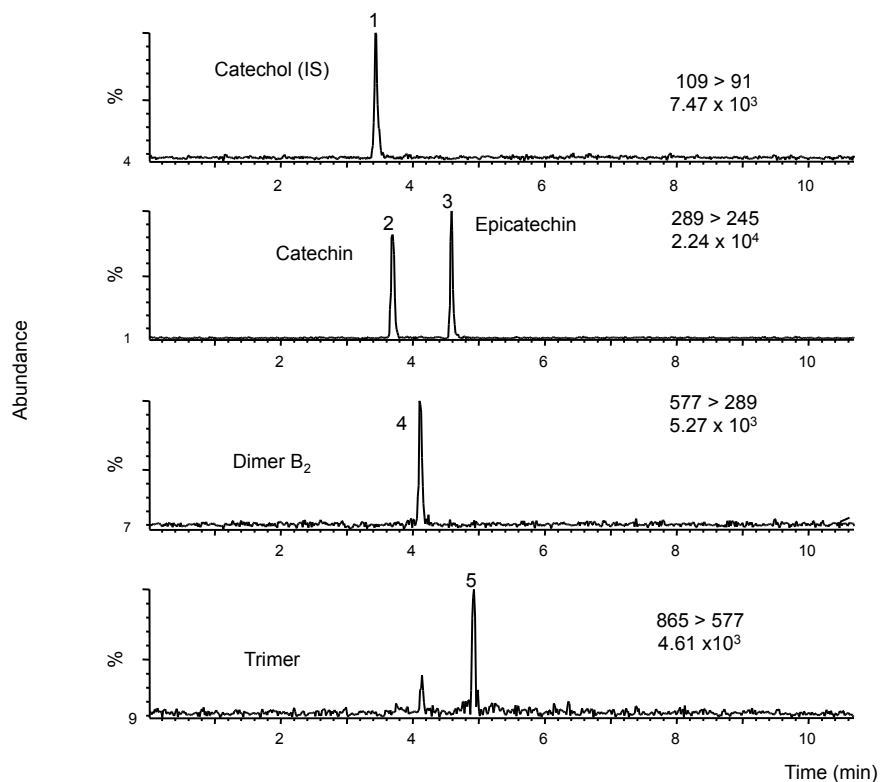 1
Catechol (IS)
109 > 91
7.47 x 10³
%
4
2 4 6 8 10
3
2
Epicatechin
289 > 245
2.24 x 10⁴
Catechin
%
1
2 4 6 8 10
Abundance
577 > 289
5.27 x 10³
4
Dimer B₂
%
7
2 4 6 8 10
5
865 > 577
4.61 x10³
Trimer
%
9
2 4 6 8 10
Time (min)